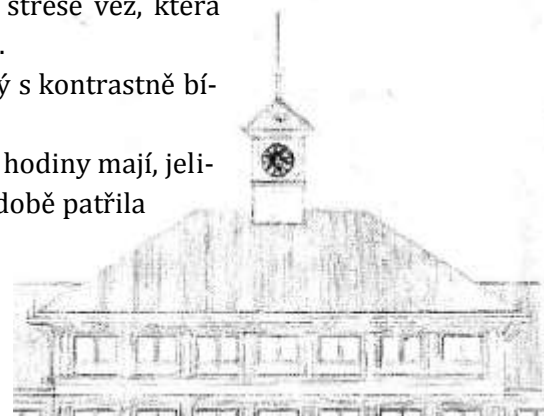 střeše věž, která
.
ý s kontrastně bí-
hodiny mají, jeli-
době patřila